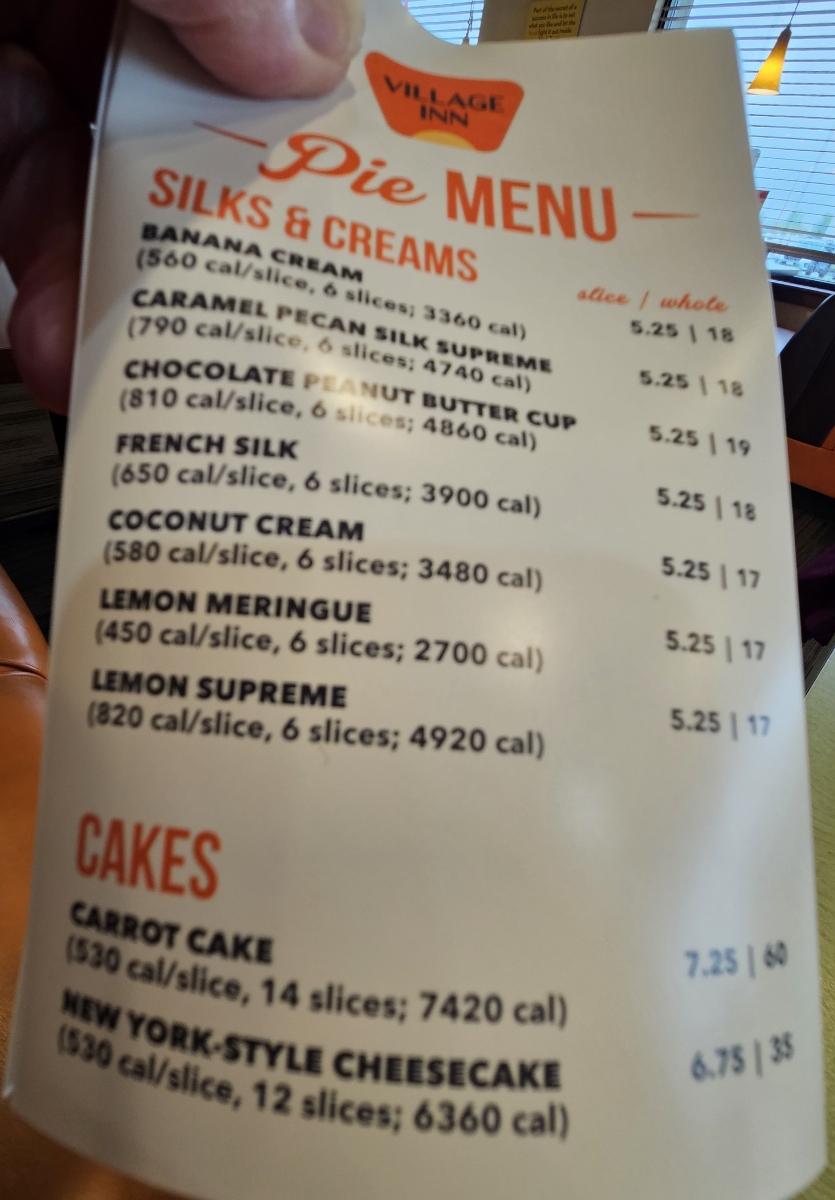 VILLAGE
INN
Pie MENU
SILKS & CREAMS
slice / whole
BANANA CREAM
(560 cal/slice, 6 slices; 3360 cal) 5.25 | 18
CARAMEL PECAN SILK SUPREME
(790 cal/slice, 6 slices; 4740 cal) 5.25 | 18
CHOCOLATE PEANUT BUTTER CUP
(810 cal/slice, 6 slices; 4860 cal) 5.25 | 19
FRENCH SILK
(650 cal/slice, 6 slices; 3900 cal) 5.25 | 18
COCONUT CREAM
(580 cal/slice, 6 slices; 3480 cal) 5.25 | 17
LEMON MERINGUE
(450 cal/slice, 6 slices; 2700 cal) 5.25 | 17
LEMON SUPREME
(820 cal/slice, 6 slices; 4920 cal) 5.25 | 17
CAKES
CARROT CAKE
(530 cal/slice, 14 slices; 7420 cal) 7.25 | 60
NEW YORK-STYLE CHEESECAKE
(530 cal/slice, 12 slices; 6360 cal) 6.75 | 35